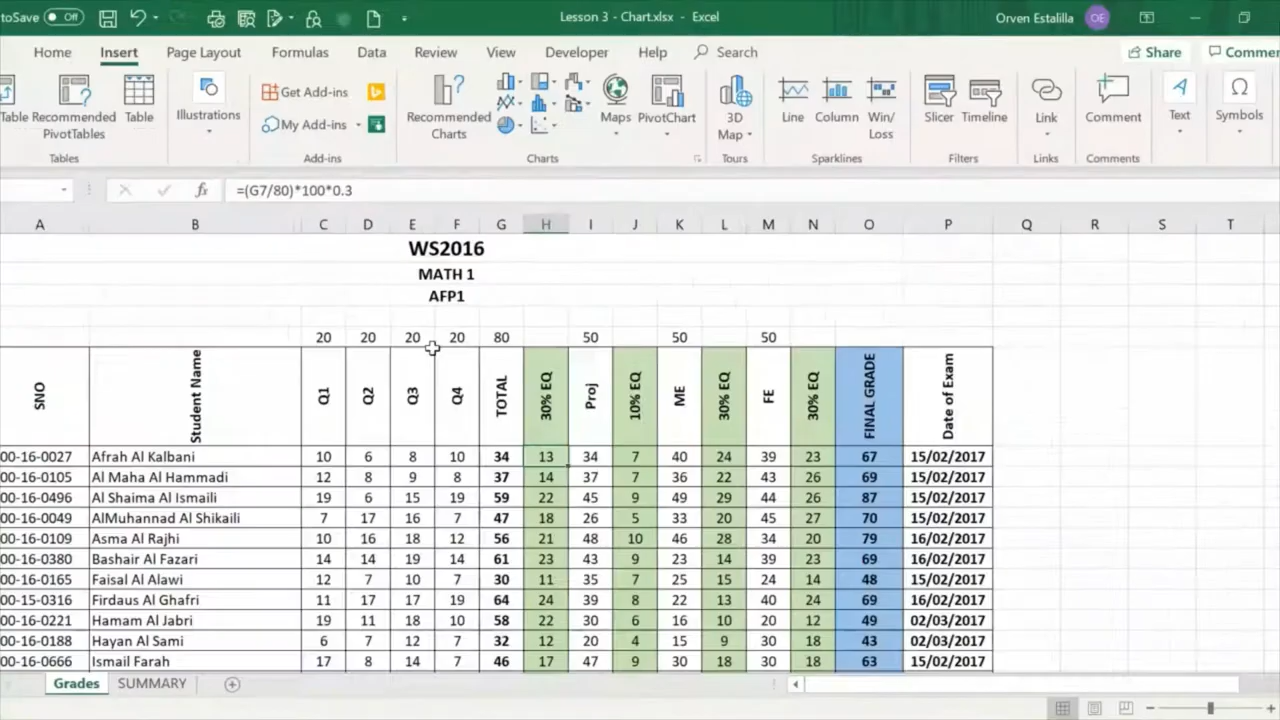 toSave Off Lesson 3 - Chart.xlsx - Excel Orven Estalilla OE
Home Insert Page Layout Formulas Data Review View Developer Help Search Share Comme
Table Recommended PivotTables Table Illustrations Get Add-ins My Add-ins Recommended Charts Maps PivotChart 3D Map Line Column Win/Loss Slicer Timeline Link Comment Text Symbols
Tables Add-ins Charts Tours Sparklines Filters Links Comments
fx =(G7/80)*100*0.3
A B C D E F G H I J K L M N O P Q R S T
WS2016
MATH 1
AFP1
20 20 20 20 80 50 50 50
SNO Student Name Q1 Q2 Q3 Q4 TOTAL 30% EQ Proj 10% EQ ME 30% EQ FE 30% EQ FINAL GRADE Date of Exam
00-16-0027 Afrah Al Kalbani 10 6 8 10 34 13 34 7 40 24 39 23 67 15/02/2017
00-16-0105 Al Maha Al Hammadi 12 8 9 8 37 14 37 7 36 22 43 26 69 15/02/2017
00-16-0496 Al Shaima Al Ismaili 19 6 15 19 59 22 45 9 49 29 44 26 87 15/02/2017
00-16-0049 AlMuhannad Al Shikaili 7 17 16 7 47 18 26 5 33 20 45 27 70 15/02/2017
00-16-0109 Asma Al Rajhi 10 16 18 12 56 21 48 10 46 28 34 20 79 16/02/2017
00-16-0380 Bashair Al Fazari 14 14 19 14 61 23 43 9 23 14 39 23 69 16/02/2017
00-16-0165 Faisal Al Alawi 12 7 10 7 30 11 35 7 25 15 24 14 48 15/02/2017
00-15-0316 Firdaus Al Ghafri 11 17 17 19 64 24 39 8 22 13 40 24 69 16/02/2017
00-16-0221 Hamam Al Jabri 19 11 18 10 58 22 30 6 16 10 20 12 49 02/03/2017
00-16-0188 Hayan Al Sami 6 7 12 7 32 12 20 4 15 9 30 18 43 02/03/2017
00-16-0666 Ismail Farah 17 8 14 7 46 17 47 9 30 18 30 18 63 15/02/2017
Grades SUMMARY